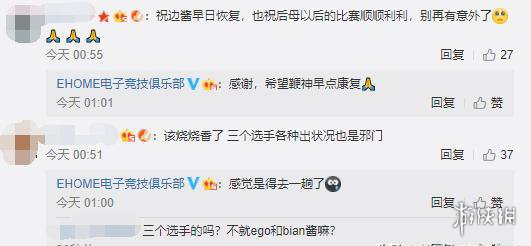 ：祝边酱早日恢复，也祝后母以后的比赛顺顺利利，别再有意外了🥺
🙏🙏🙏
今天 00:55 回复 27
EHOME电子竞技俱乐部：感谢，希望鞭神早点康复🙏
今天 01:01 回复 赞
：该烧烧香了 三个选手各种出状况也是邪门
今天 00:51 回复 37
EHOME电子竞技俱乐部：感觉是得去一趟了
今天 01:00 回复 赞
：三个选手的吗？不就ego和bian酱嘛？
游侠网